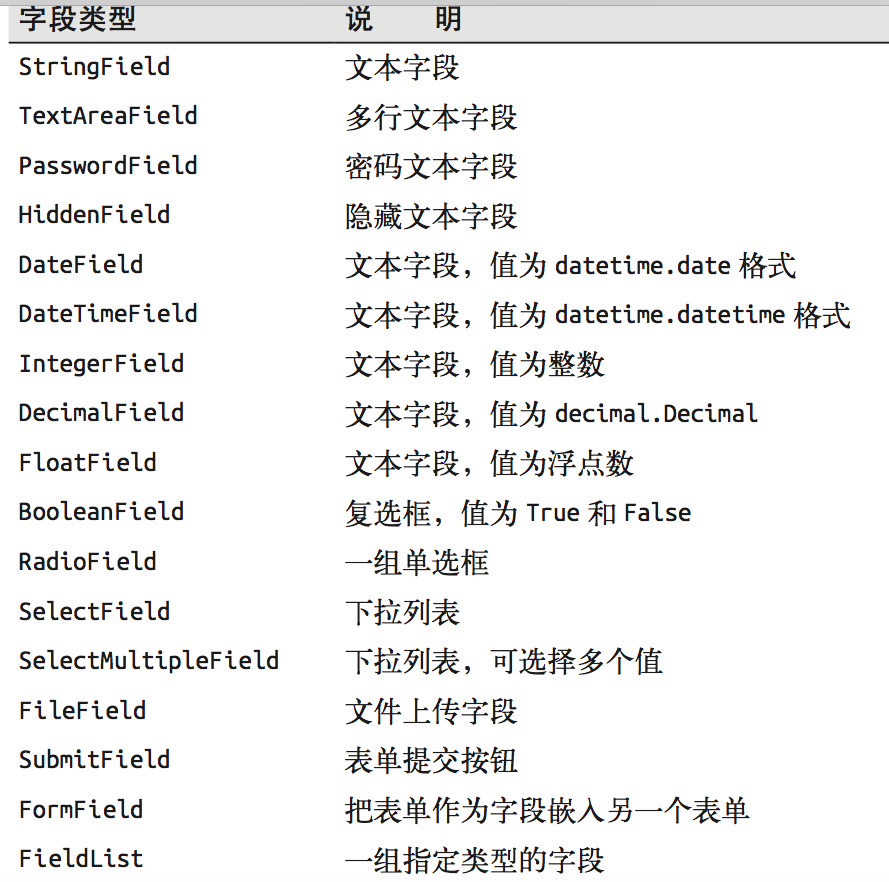 字段类型 说 明
StringField 文本字段
TextAreaField 多行文本字段
PasswordField 密码文本字段
HiddenField 隐藏文本字段
DateField 文本字段，值为 datetime.date 格式
DateTimeField 文本字段，值为 datetime.datetime 格式
IntegerField 文本字段，值为整数
DecimalField 文本字段，值为 decimal.Decimal
FloatField 文本字段，值为浮点数
BooleanField 复选框，值为 True 和 False
RadioField 一组单选框
SelectField 下拉列表
SelectMultipleField 下拉列表，可选择多个值
FileField 文件上传字段
SubmitField 表单提交按钮
FormField 把表单作为字段嵌入另一个表单
FieldList 一组指定类型的字段